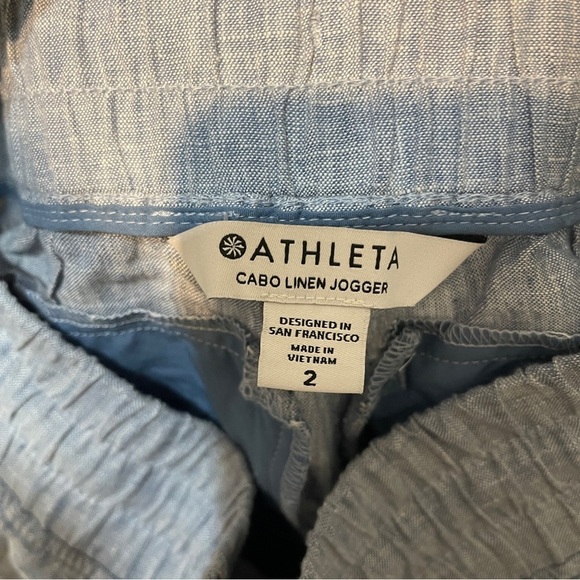 ATHLETA
CABO LINEN JOGGER
DESIGNED IN
SAN FRANCISCO
MADE IN
VIETNAM
2